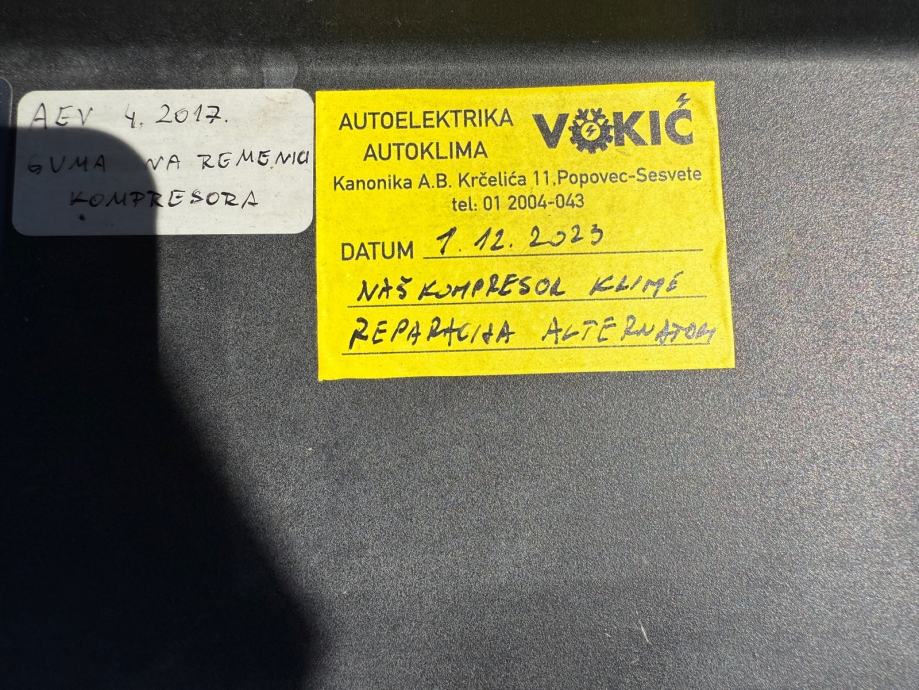 AEV 4. 2017.
GUMA NA REMENICI
KOMPRESORA
AUTOELEKTRIKA
AUTOKLIMA
VOKIĆ
Kanonika A.B. Krčelića 11,Popovec-Sesvete
tel: 01 2004-043
DATUM 1.12.2023
NAŠ KOMPRESOR KLIME
REPARACIJA ALTERNATORA